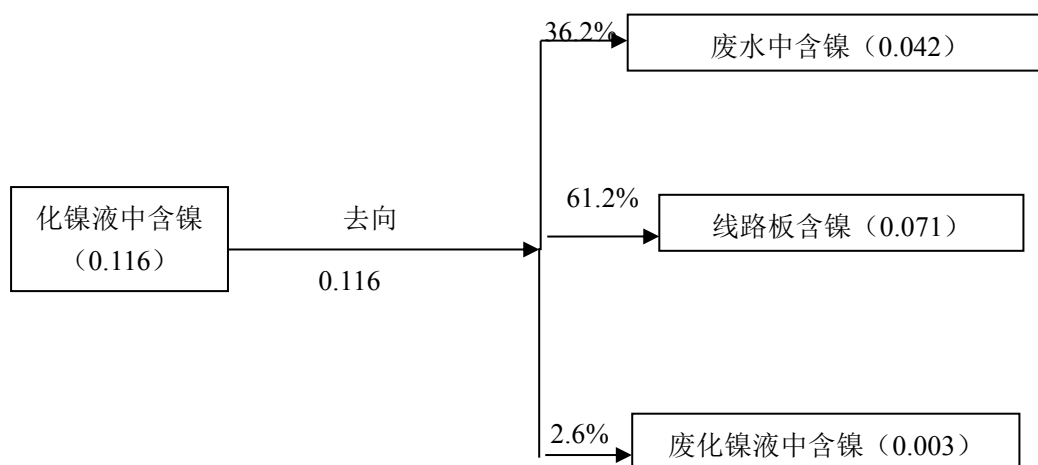 36.2%
废水中含镍（0.042）
61.2%
线路板含镍（0.071）
化镍液中含镍
（0.116）
去向
0.116
2.6%
废化镍液中含镍（0.003）